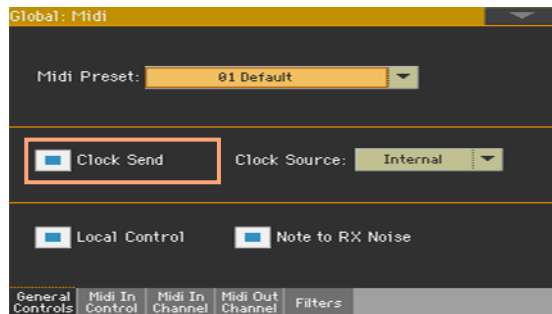 Global: Midi
Midi Preset: 01 Default
Clock Send Clock Source: Internal
Local Control Note to RX Noise
General Controls Midi In Control Midi In Channel Midi Out Channel Filters